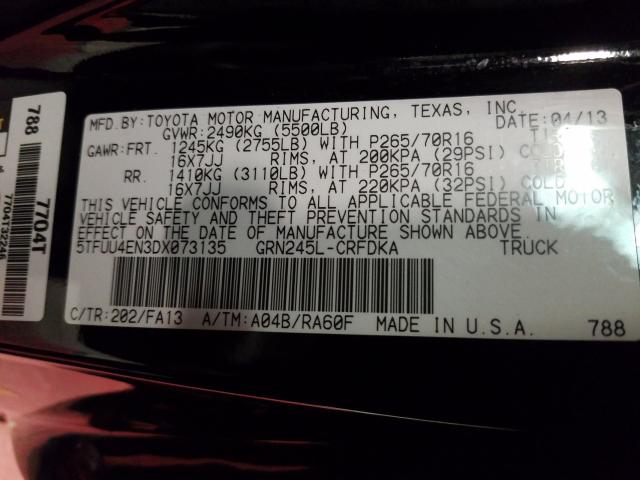 MFD.BY:TOYOTA MOTOR MANUFACTURING, TEXAS, INC.
GVWR:2490KG (5500LB) DATE:04/13
GAWR:FRT. 1245KG (2755LB) WITH P265/70R16
16X7JJ RIMS, AT 200KPA (29PSI) COLD
RR. 1410KG (3110LB) WITH P265/70R16
16X7JJ RIMS, AT 220KPA (32PSI) COLD
THIS VEHICLE CONFORMS TO ALL APPLICABLE FEDERAL MOTOR
VEHICLE SAFETY AND THEFT PREVENTION STANDARDS IN
EFFECT ON THE DATE OF MANUFACTURE SHOWN ABOVE.
5TFUU4EN3DX073135 GRN245L-CRFDKA TRUCK
C/TR:202/FA13 A/TM:A04B/RA60F MADE IN U.S.A. 788
788 7704T